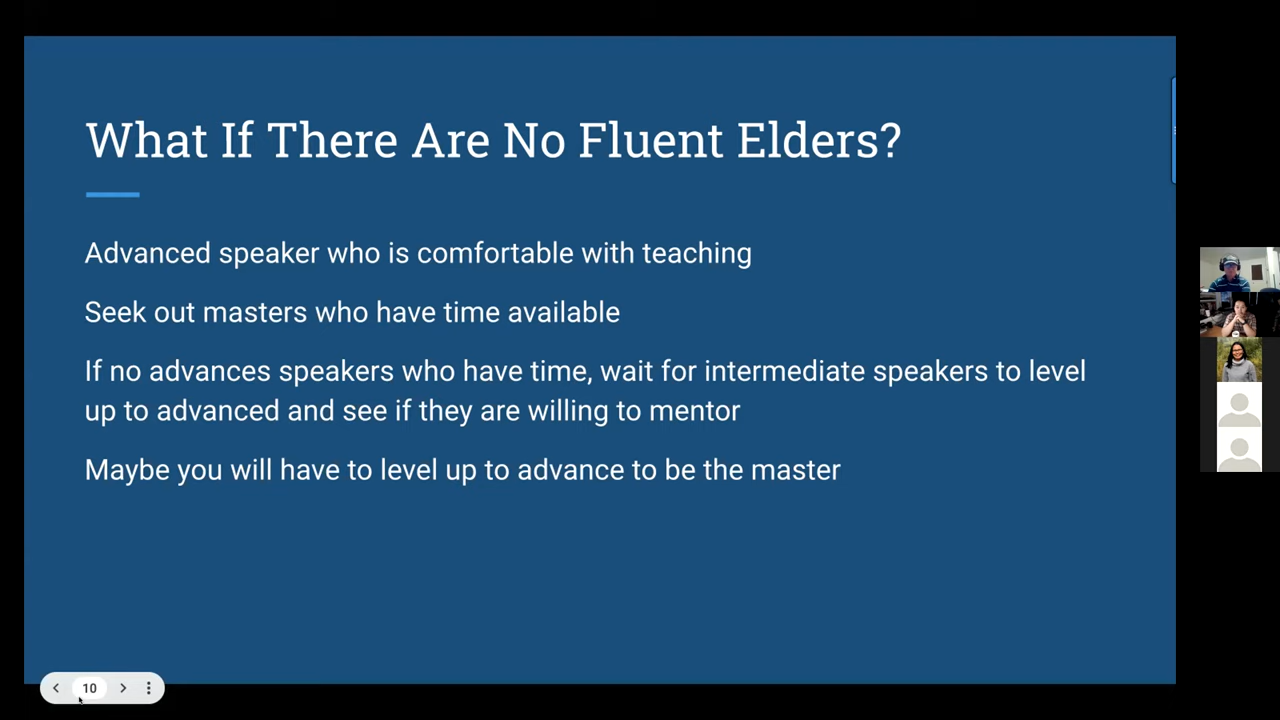 What If There Are No Fluent Elders?
Advanced speaker who is comfortable with teaching
Seek out masters who have time available
If no advances speakers who have time, wait for intermediate speakers to level
up to advanced and see if they are willing to mentor
Maybe you will have to level up to advance to be the master
10